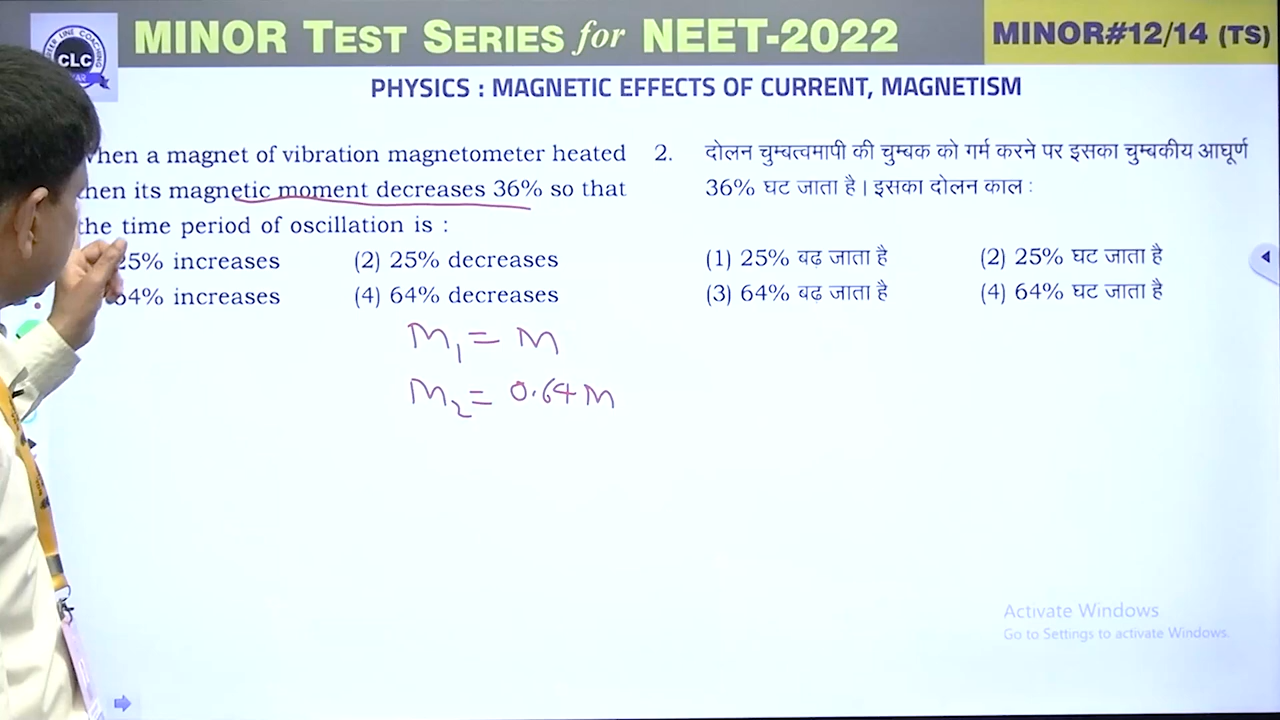 MINOR TEST SERIES for NEET-2022
MINOR#12/14 (TS)
CLC
PHYSICS : MAGNETIC EFFECTS OF CURRENT, MAGNETISM
when a magnet of vibration magnetometer heated
then its magnetic moment decreases 36% so that
the time period of oscillation is :
25% increases (2) 25% decreases
64% increases (4) 64% decreases
2. दोलन चुम्बत्वमापी की चुम्बक को गर्म करने पर इसका चुम्बकीय आघूर्ण
36% घट जाता है। इसका दोलन काल :
(1) 25% बढ़ जाता है (2) 25% घट जाता है
(3) 64% बढ जाता है (4) 64% घट जाता है
M₁ = M
M₂ = 0.64 M
Activate Windows
Go to Settings to activate Windows.